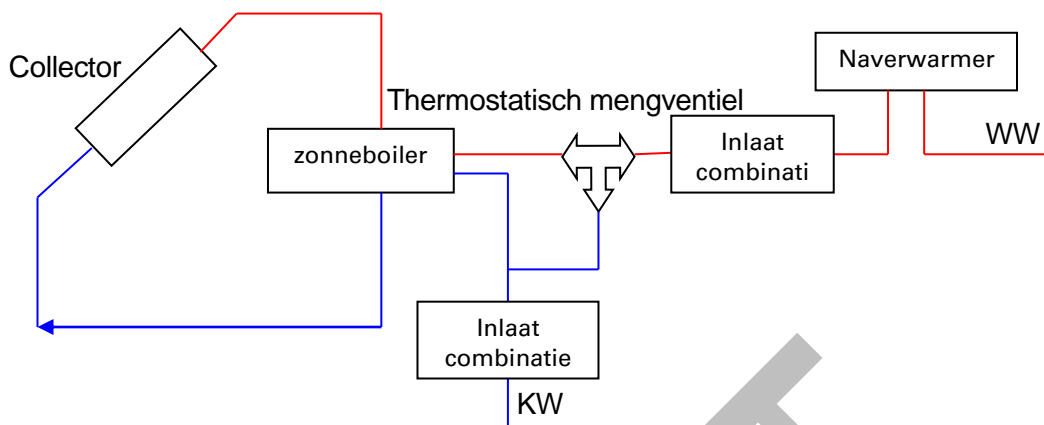 Collector
Naverwarmer
Thermostatisch mengventiel
zonneboiler
Inlaat
combinati
WW
Inlaat
combinatie
KW